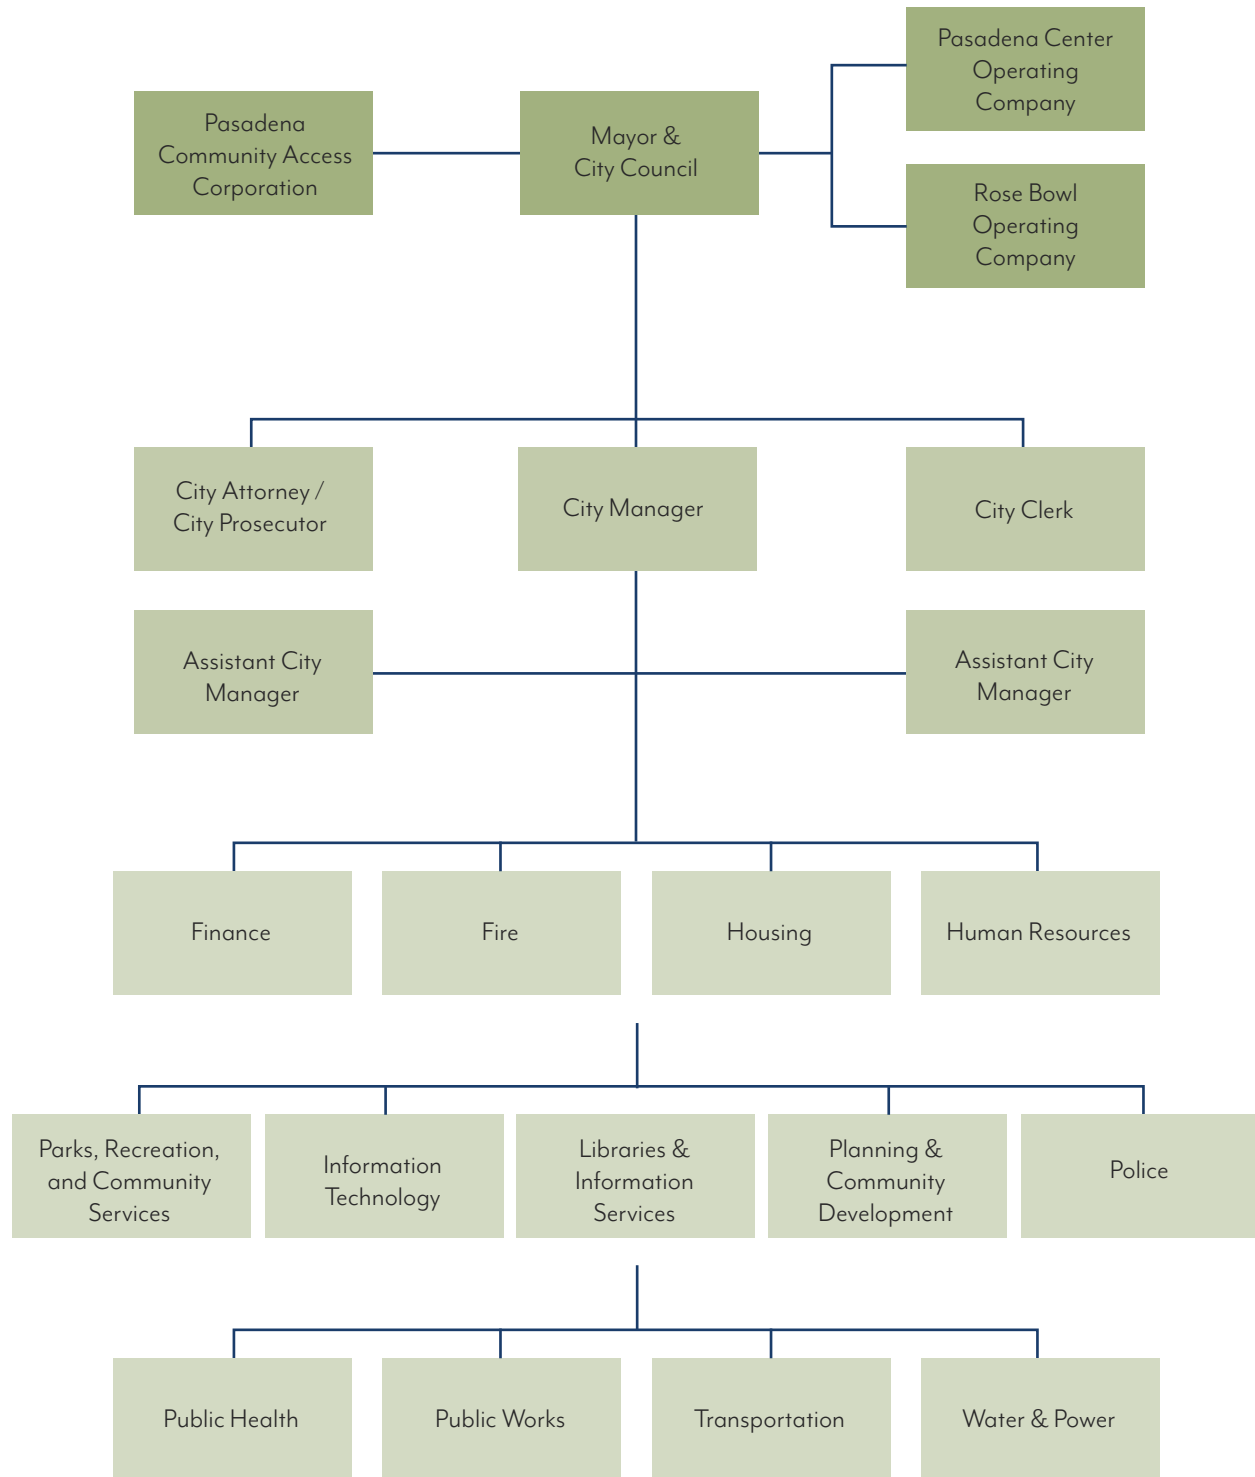 Pasadena
Community Access
Corporation
Mayor &
City Council
Pasadena Center
Operating
Company
Rose Bowl
Operating
Company
City Attorney /
City Prosecutor
City Manager
City Clerk
Assistant City
Manager
Assistant City
Manager
Finance
Fire
Housing
Human Resources
Parks, Recreation,
and Community
Services
Information
Technology
Libraries &
Information
Services
Planning &
Community
Development
Police
Public Health
Public Works
Transportation
Water & Power